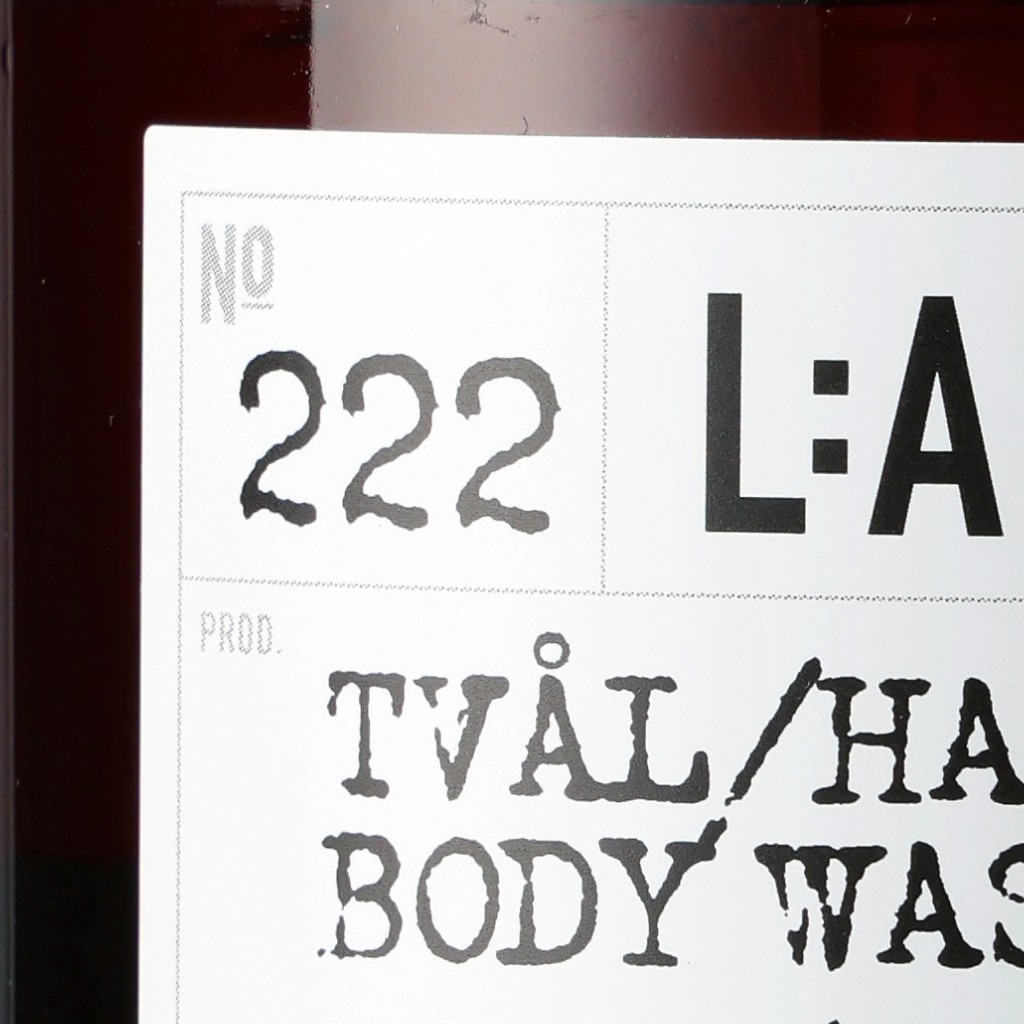 Nº
222
L:A
PROD.
TVÅL/HA
BODY WAS